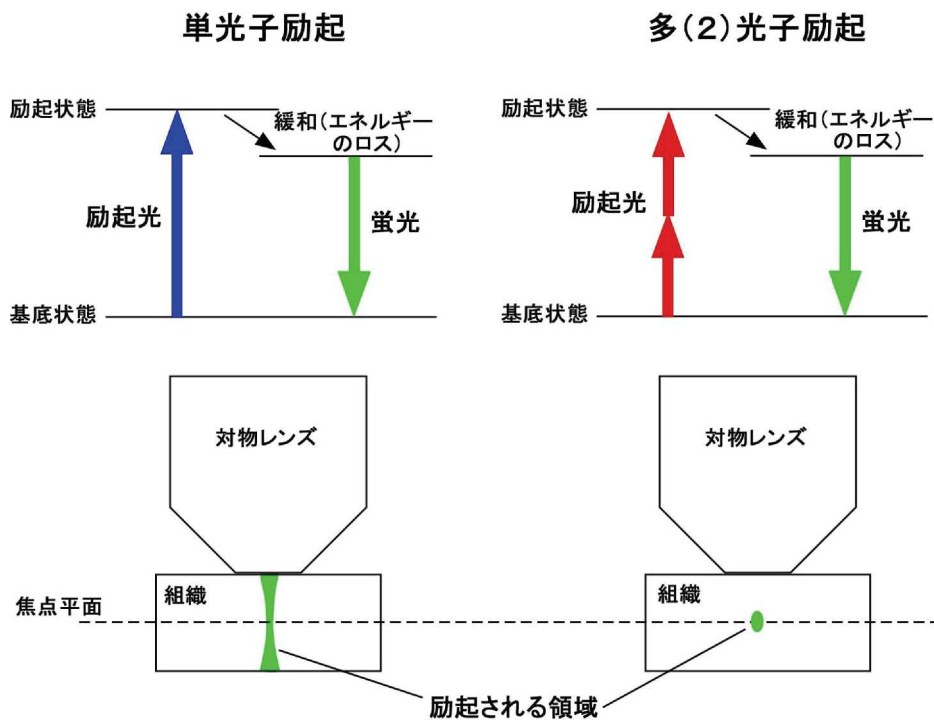 単光子励起
多(2)光子励起
励起状態
緩和(エネルギー
のロス)
励起光
蛍光
基底状態
励起状態
緩和(エネルギー
のロス)
励起光
蛍光
基底状態
対物レンズ
対物レンズ
組織
組織
焦点平面
励起される領域